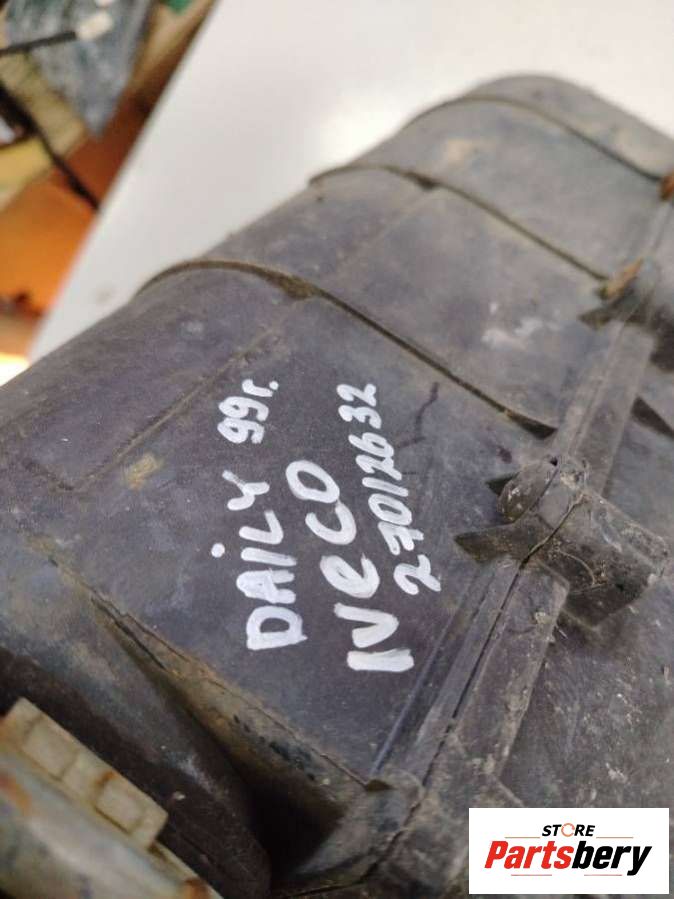 DAILY 99г.
IVECO
27012632
STORE
Partsbery